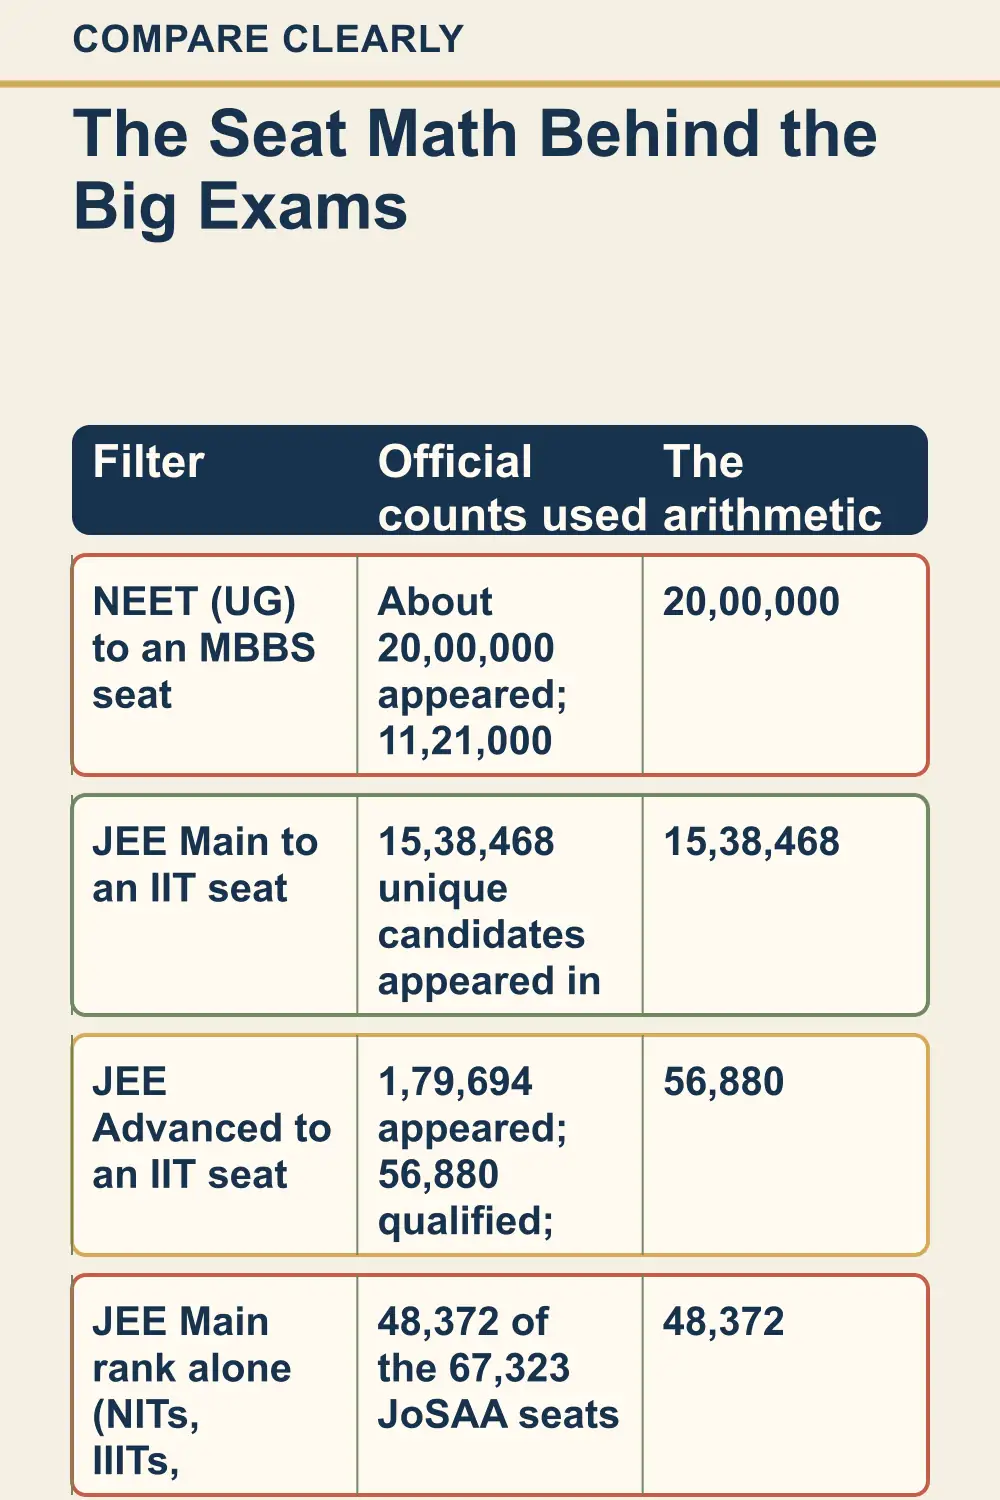 COMPARE CLEARLY
The Seat Math Behind the
Big Exams
Filter
Official
counts used
The
arithmetic
NEET (UG)
to an MBBS
seat
About
20,00,000
appeared;
11,21,000
20,00,000
JEE Main to
an IIT seat
15,38,468
unique
candidates
appeared in
15,38,468
JEE
Advanced to
an IIT seat
1,79,694
appeared;
56,880
qualified;
56,880
JEE Main
rank alone
(NITs,
IIITs,
48,372 of
the 67,323
JoSAA seats
48,372